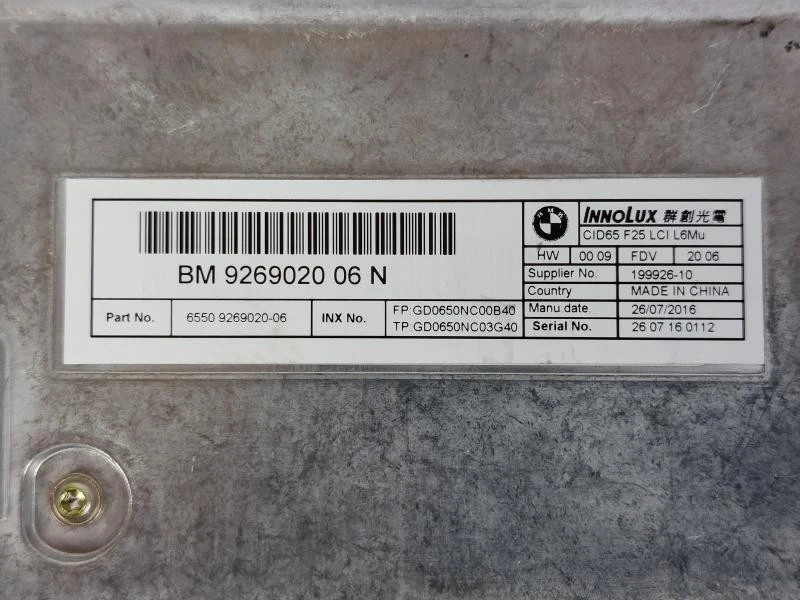 BM 9269020 06 N
Part No. 6550 9269020-06 INX No. FP:GD0650NC00B40
TP:GD0650NC03G40
BMW INNOLUX 群創光電
CID65 F25 LCI L6Mu
HW 00 09 FDV 20 06
Supplier No. 199926-10
Country MADE IN CHINA
Manu date. 26/07/2016
Serial No. 26 07 16 0112